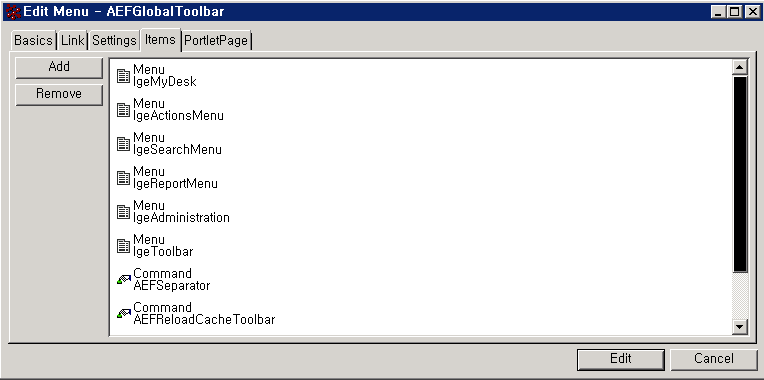 Edit Menu - AEFGlobalToolbar
Basics Link Settings Items PortletPage
Add
Remove
Menu
IgeMyDesk
Menu
IgeActionsMenu
Menu
IgeSearchMenu
Menu
IgeReportMenu
Menu
IgeAdministration
Menu
IgeToolbar
Command
AEFSeparator
Command
AEFReloadCacheToolbar
Edit Cancel